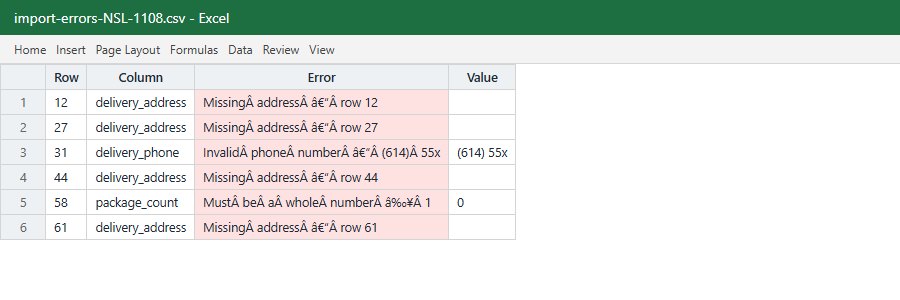 import-errors-NSL-1108.csv - Excel
Home Insert Page Layout Formulas Data Review View
Row Column Error Value
1 12 delivery_address MissingÂ addressÂ â€“Â row 12
2 27 delivery_address MissingÂ addressÂ â€“Â row 27
3 31 delivery_phone InvalidÂ phoneÂ numberÂ â€“Â (614)Â 55x (614) 55x
4 44 delivery_address MissingÂ addressÂ â€“Â row 44
5 58 package_count MustÂ beÂ aÂ wholeÂ numberÂ â‰¥Â 1 0
6 61 delivery_address MissingÂ addressÂ â€“Â row 61